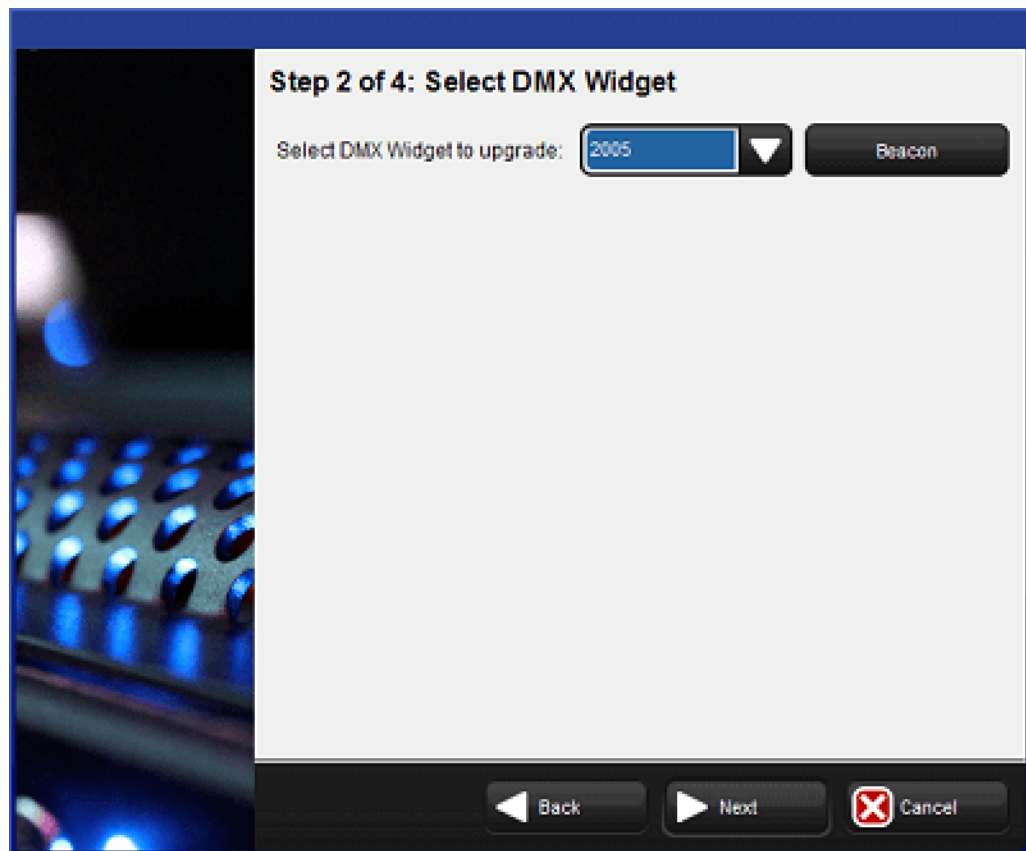 Step 2 of 4: Select DMX Widget
Select DMX Widget to upgrade: 2005 Beacon
Back Next Cancel